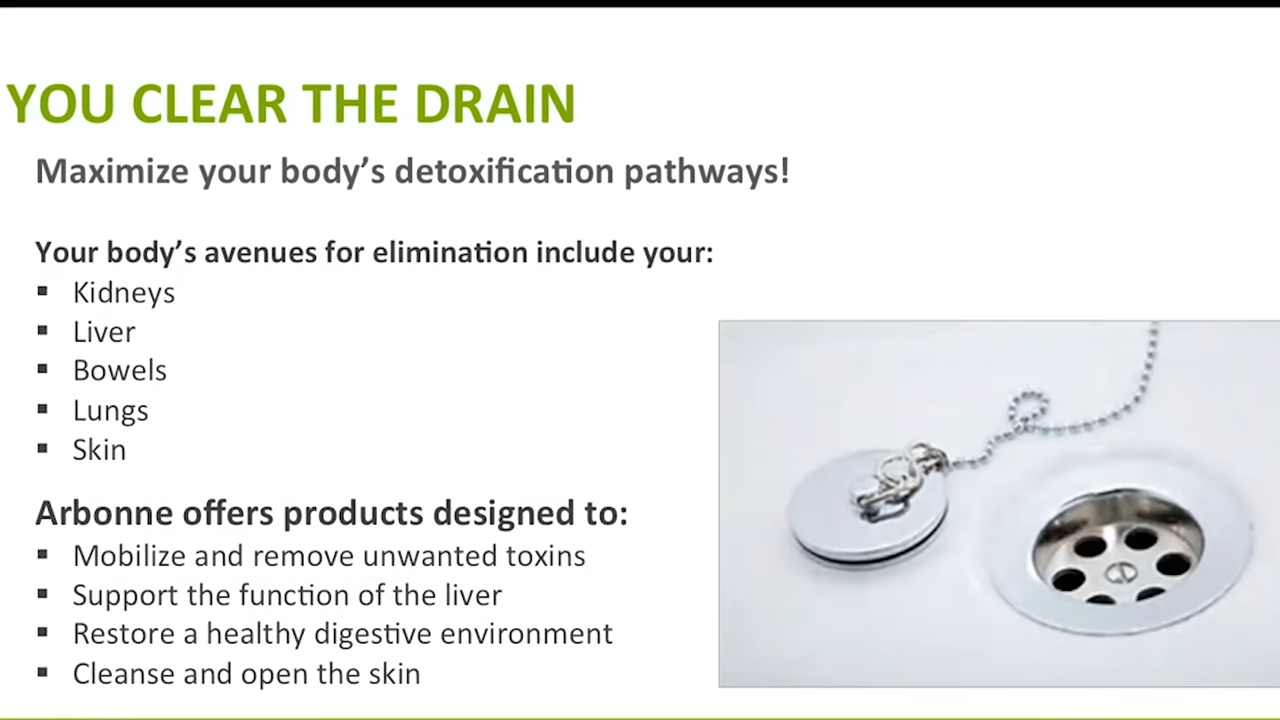 YOU CLEAR THE DRAIN
Maximize your body’s detoxification pathways!
Your body’s avenues for elimination include your:
▪ Kidneys
▪ Liver
▪ Bowels
▪ Lungs
▪ Skin
Arbonne offers products designed to:
▪ Mobilize and remove unwanted toxins
▪ Support the function of the liver
▪ Restore a healthy digestive environment
▪ Cleanse and open the skin